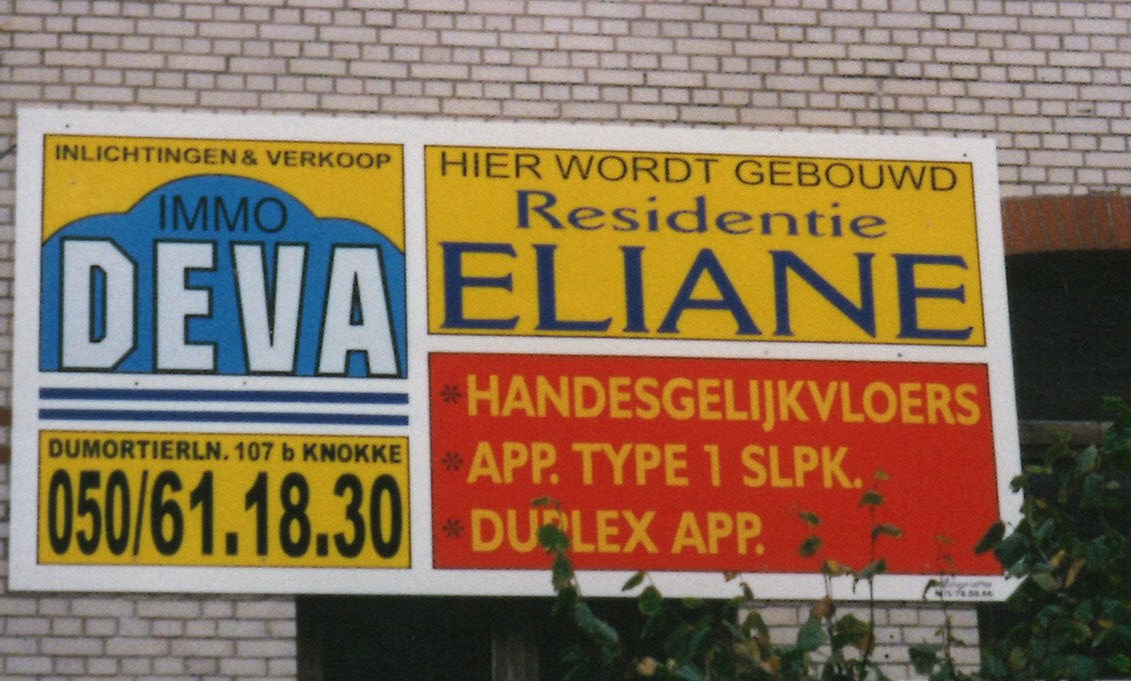 INLICHTINGEN & VERKOOP
IMMO
DEVA
DUMORTIERLN. 107 b KNOKKE
050/61.18.30
HIER WORDT GEBOUWD
Residentie
ELIANE
* HANDESGELIJKVLOERS
* APP. TYPE 1 SLPK.
* DUPLEX APP.